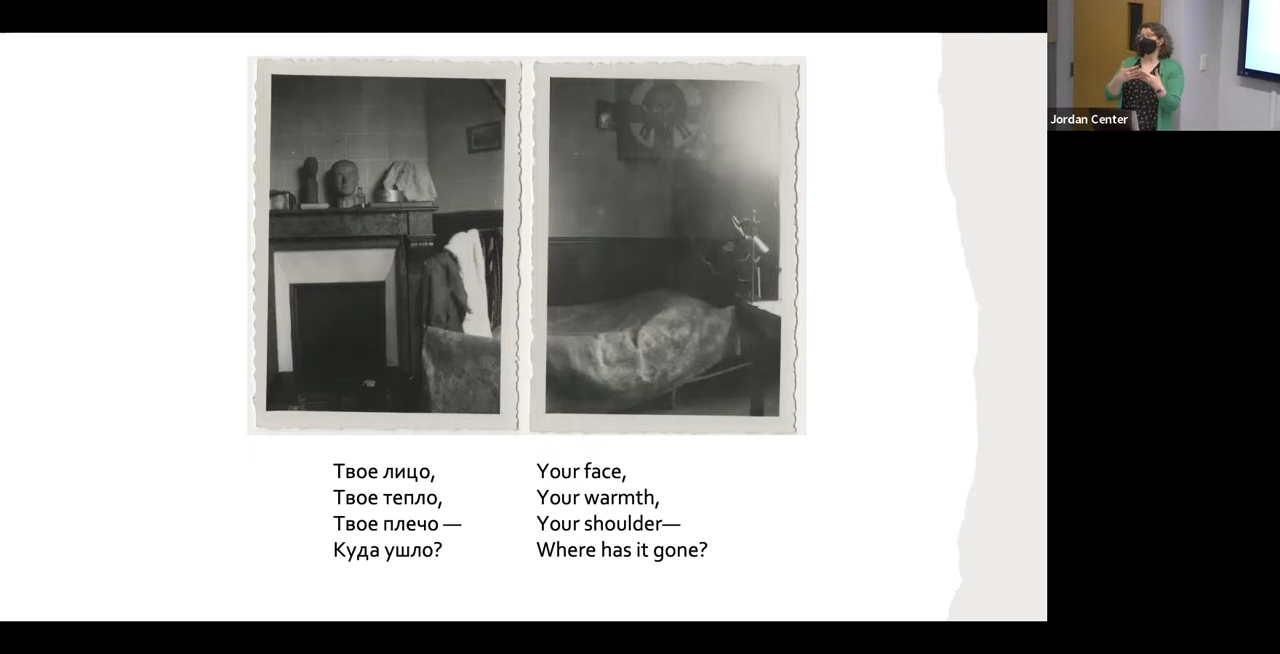 Jordan Center
Твое лицо,
Твое тепло,
Твое плечо —
Куда ушло?
Your face,
Your warmth,
Your shoulder—
Where has it gone?